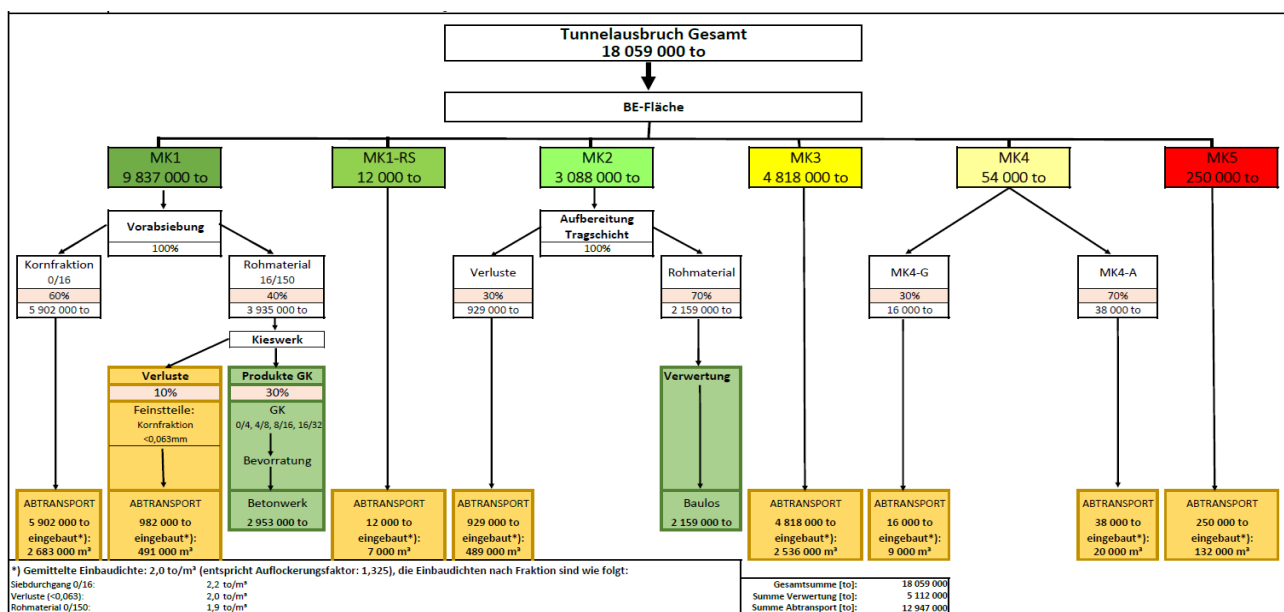 Tunnelausbruch Gesamt
18 059 000 to
BE-Fläche
MK1
9 837 000 to
MK1-RS
12 000 to
MK2
3 088 000 to
MK3
4 818 000 to
MK4
54 000 to
MK5
250 000 to
Vorabsiebung
100%
Aufbereitung
Tragschicht
100%
Kornfraktion
0/16
60%
5 902 000 to
Rohmaterial
16/150
40%
3 935 000 to
Verluste
30%
929 000 to
Rohmaterial
70%
2 159 000 to
MK4-G
30%
16 000 to
MK4-A
70%
38 000 to
Kieswerk
Verluste
10%
Feinstteile:
Kornfraktion
<0,063mm
Produkte GK
30%
GK
0/4, 4/8, 8/16, 16/32
Bevorratung
Verwertung
ABTRANSPORT
5 902 000 to
eingebaut*):
2 683 000 m³
ABTRANSPORT
982 000 to
eingebaut*):
491 000 m³
Betonwerk
2 953 000 to
ABTRANSPORT
12 000 to
eingebaut*):
7 000 m³
ABTRANSPORT
929 000 to
eingebaut*):
489 000 m³
Baulos
2 159 000 to
ABTRANSPORT
4 818 000 to
eingebaut*):
2 536 000 m³
ABTRANSPORT
16 000 to
eingebaut*):
9 000 m³
ABTRANSPORT
38 000 to
eingebaut*):
20 000 m³
ABTRANSPORT
250 000 to
eingebaut*):
132 000 m³
*) Gemittelte Einbaudichte: 2,0 to/m³ (entspricht Auflockerungsfaktor: 1,325), die Einbaudichten nach Fraktion sind wie folgt:
Siebdurchgang 0/16: 2,2 to/m³
Verluste (<0,063): 2,0 to/m³
Rohmaterial 0/150: 1,9 to/m³
Gesamtsumme [to]: 18 059 000
Summe Verwertung [to]: 5 112 000
Summe Abtransport [to]: 12 947 000